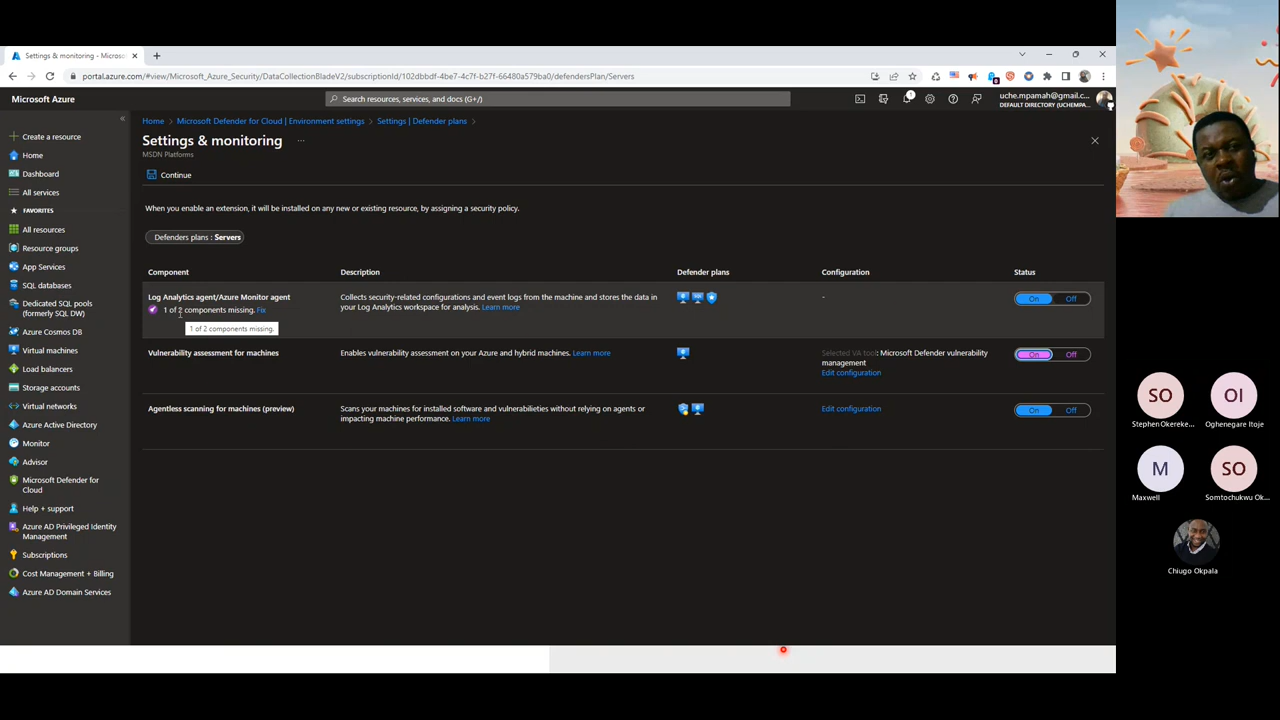 Settings & monitoring - Microso
portal.azure.com/#view/Microsoft_Azure_Security/DataCollectionBladeV2/subscriptionId/102dbbdf-4be7-4c7f-b27f-66480a579ba0/defendersPlan/Servers
Microsoft Azure
Search resources, services, and docs (G+/)
1
uche.mpamah@gmail.c...
DEFAULT DIRECTORY (UCHEMPA...
Create a resource
Home
Dashboard
All services
FAVORITES
All resources
Resource groups
App Services
SQL databases
Dedicated SQL pools
(formerly SQL DW)
Azure Cosmos DB
Virtual machines
Load balancers
Storage accounts
Virtual networks
Azure Active Directory
Monitor
Advisor
Microsoft Defender for
Cloud
Help + support
Azure AD Privileged Identity
Management
Subscriptions
Cost Management + Billing
Azure AD Domain Services
Home > Microsoft Defender for Cloud | Environment settings > Settings | Defender plans >
Settings & monitoring ...
MSDN Platforms
Continue
When you enable an extension, it will be installed on any new or existing resource, by assigning a security policy.
Defenders plans : Servers
Component Description Defender plans Configuration Status
Log Analytics agent/Azure Monitor agent
1 of 2 components missing. Fix
1 of 2 components missing.
Collects security-related configurations and event logs from the machine and stores the data in
your Log Analytics workspace for analysis. Learn more
-
On Off
Vulnerability assessment for machines
Enables vulnerability assessment on your Azure and hybrid machines. Learn more
Selected VA tool: Microsoft Defender vulnerability
management
Edit configuration
On Off
Agentless scanning for machines (preview)
Scans your machines for installed software and vulnerabilieties without relying on agents or
impacting machine performance. Learn more
Edit configuration
On Off
SO
Stephen Okereke...
OI
Oghenegare Itoje
M
Maxwell
SO
Somtochukwu Ok...
Chiugo Okpala